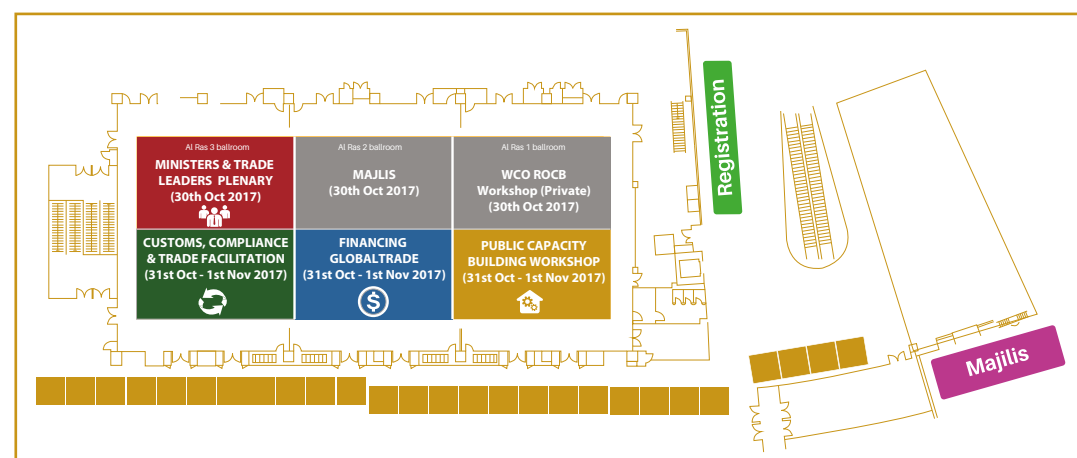 Al Ras 3 ballroom
MINISTERS & TRADE
LEADERS PLENARY
(30th Oct 2017)
Al Ras 2 ballroom
MAJLIS
(30th Oct 2017)
Al Ras 1 ballroom
WCO ROCB
Workshop (Private)
(30th Oct 2017)
CUSTOMS, COMPLIANCE
& TRADE FACILITATION
(31st Oct - 1st Nov 2017)
FINANCING
GLOBALTRADE
(31st Oct - 1st Nov 2017)
$
PUBLIC CAPACITY
BUILDING WORKSHOP
(31st Oct - 1st Nov 2017)
Registration
Majilis